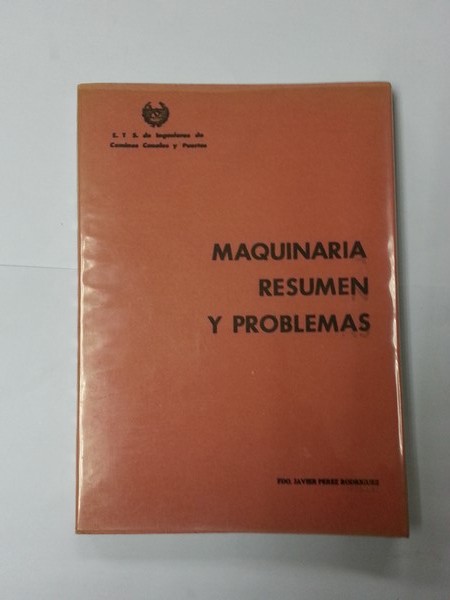 E. T S. de Ingenieros de
Caminos Canales y Puertos
MAQUINARIA
RESUMEN
Y PROBLEMAS
FDO. JAVIER PEREZ RODRIGUEZ